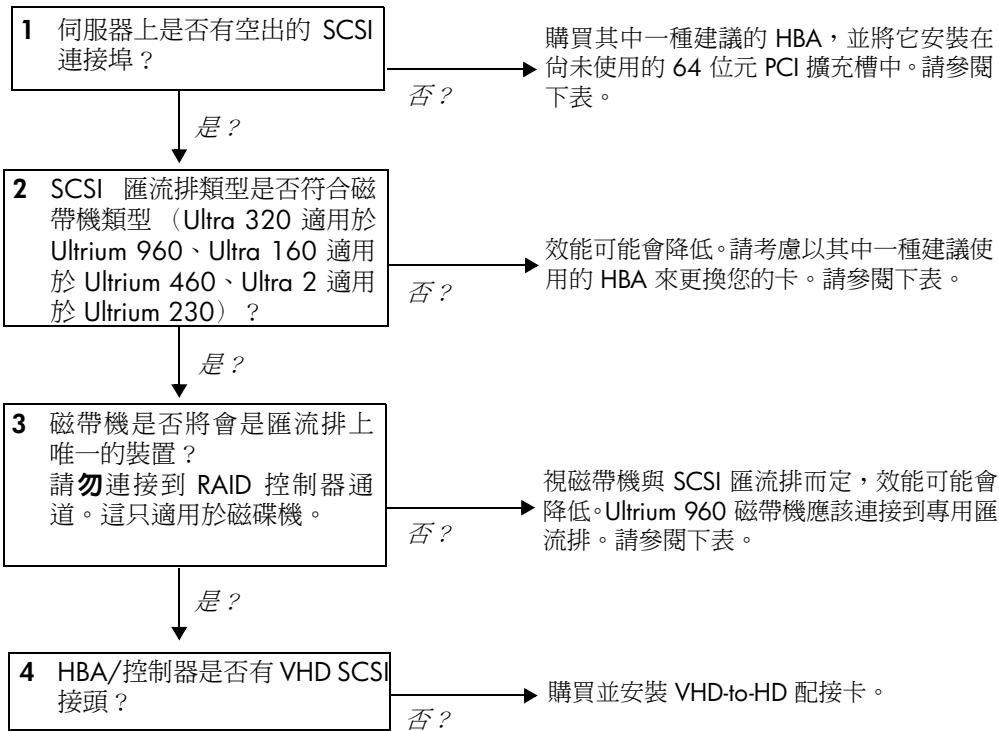 1 伺服器上是否有空出的 SCSI
連接埠？
購買其中一種建議的 HBA，並將它安裝在
尚未使用的 64 位元 PCI 擴充槽中。請參閱
下表。
否？
是？
2 SCSI 匯流排類型是否符合磁
帶機類型（Ultra 320 適用於
Ultrium 960、Ultra 160 適用
於 Ultrium 460、Ultra 2 適用
於 Ultrium 230）？
效能可能會降低。請考慮以其中一種建議使
用的 HBA 來更換您的卡。請參閱下表。
否？
是？
3 磁帶機是否將會是匯流排上
唯一的裝置？
請勿連接到 RAID 控制器通
道。這只適用於磁碟機。
視磁帶機與 SCSI 匯流排而定，效能可能會
降低。Ultrium 960 磁帶機應該連接到專用匯
流排。請參閱下表。
否？
是？
4 HBA/控制器是否有 VHD SCSI
接頭？
購買並安裝 VHD-to-HD 配接卡。
否？